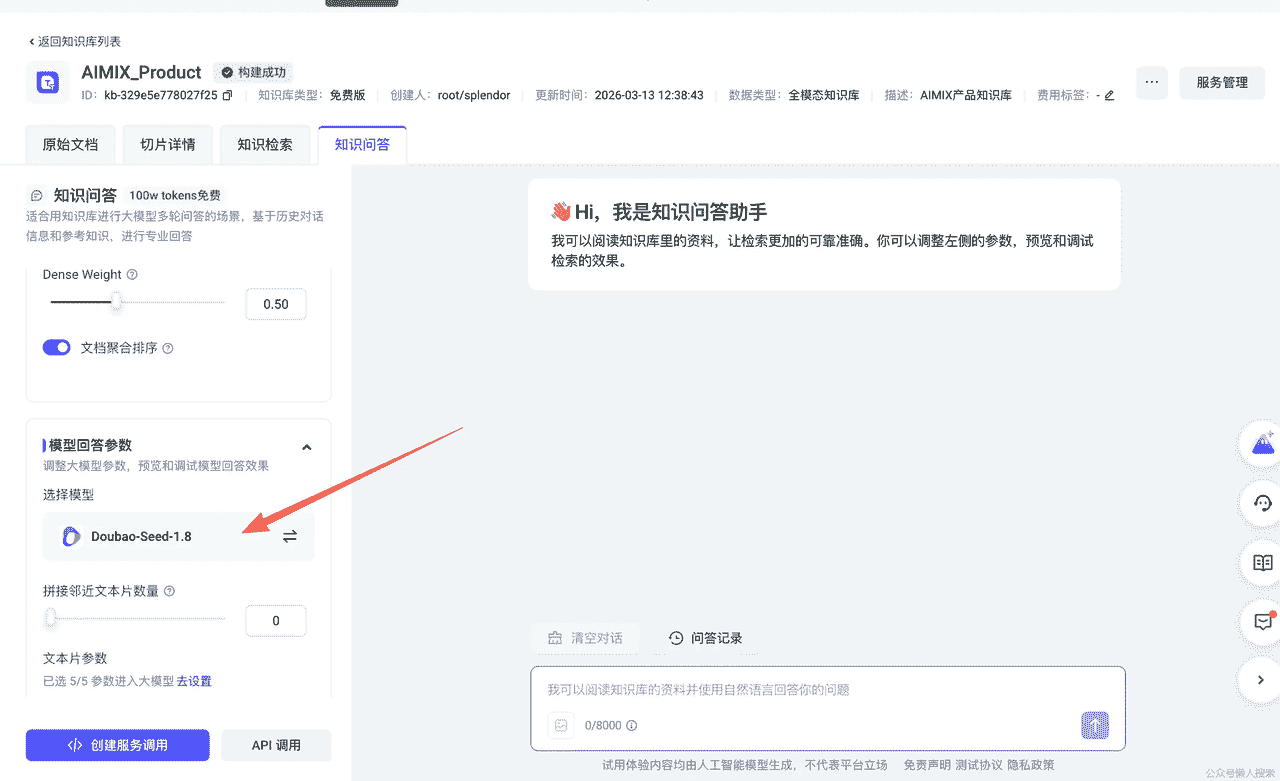 返回知识库列表
AIMIX_Product 构建成功
ID: kb-329e5e778027f25 知识库类型: 免费版 创建人: root/splendor 更新时间: 2026-03-13 12:38:43 数据类型: 全模态知识库 描述: AIMIX产品知识库 费用标签: -
... 服务管理
原始文档 切片详情 知识检索 知识问答
知识问答 100w tokens免费
适合用知识库进行大模型多轮问答的场景，基于历史对话
信息和参考知识，进行专业回答
Dense Weight
0.50
文档聚合排序
模型回答参数
调整大模型参数，预览和调试模型回答效果
选择模型
Doubao-Seed-1.8
拼接邻近文本片数量
0
文本片参数
已选 5/5 参数进入大模型 去设置
创建服务调用 API 调用
Hi，我是知识问答助手
我可以阅读知识库里的资料，让检索更加的可靠准确。你可以调整左侧的参数，预览和调试
检索的效果。
清空对话 问答记录
我可以阅读知识库的资料并使用自然语言回答你的问题
0/8000
试用体验内容均由人工智能模型生成，不代表平台立场 免责声明 测试协议 隐私政策
公众号懒人搜索